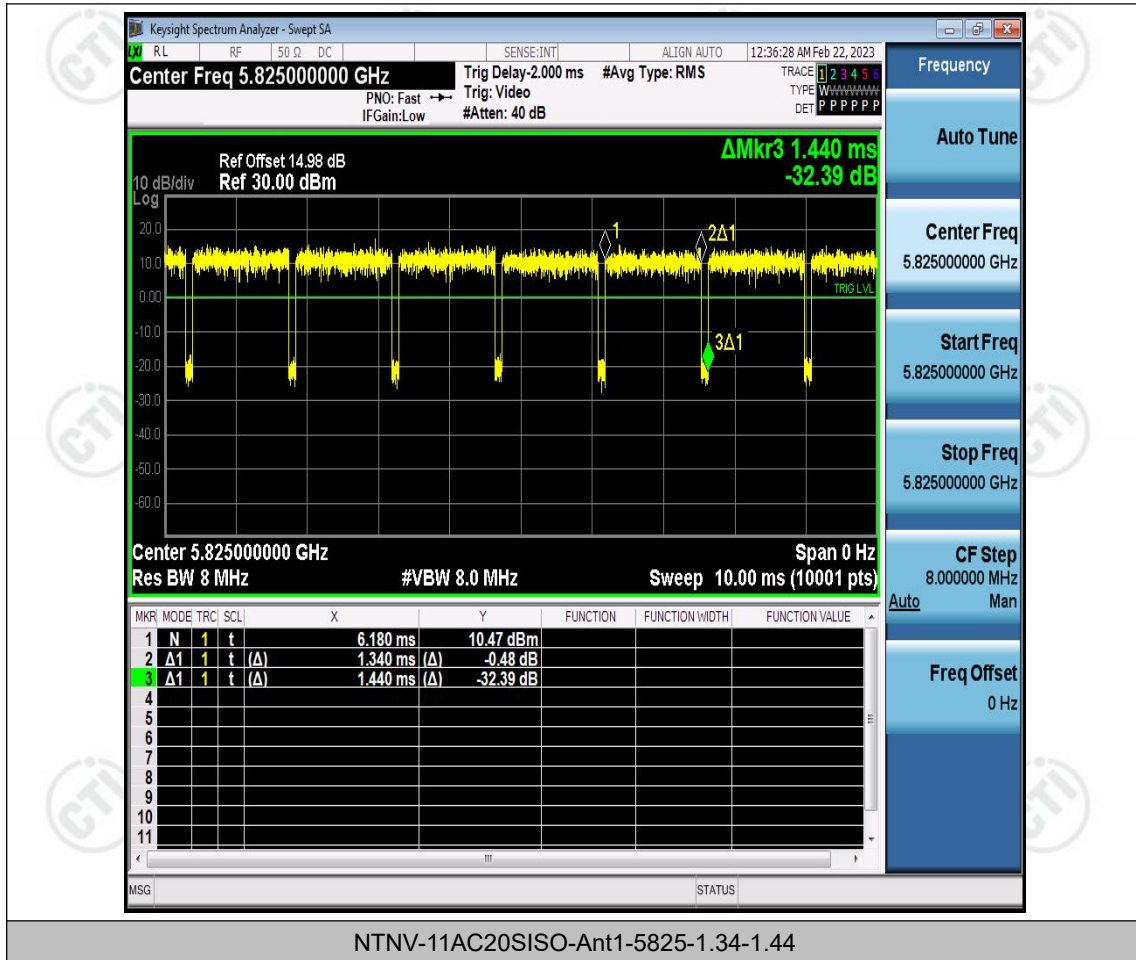 Keysight Spectrum Analyzer - Swept SA
LXI RL RF 50 Ω DC SENSE:INT ALIGN AUTO 12:36:28 AM Feb 22, 2023
Center Freq 5.825000000 GHz
PNO: Fast
IFGain:Low
Trig Delay-2.000 ms
Trig: Video
#Atten: 40 dB
#Avg Type: RMS
TRACE 1 2 3 4 5 6
TYPE WWWWWW
DET P P P P P P
ΔMkr3 1.440 ms
-32.39 dB
Ref Offset 14.98 dB
10 dB/div Ref 30.00 dBm
Log
20.0
10.0
0.00
-10.0
-20.0
-30.0
-40.0
-50.0
-60.0
1
2Δ1
3Δ1
TRIG LVL
Center 5.825000000 GHz Span 0 Hz
Res BW 8 MHz #VBW 8.0 MHz Sweep 10.00 ms (10001 pts)
MKR MODE TRC SCL X Y FUNCTION FUNCTION WIDTH FUNCTION VALUE
1 N 1 t 6.180 ms 10.47 dBm
2 Δ1 1 t (Δ) 1.340 ms (Δ) -0.48 dB
3 Δ1 1 t (Δ) 1.440 ms (Δ) -32.39 dB
4
5
6
7
8
9
10
11
MSG STATUS
Frequency
Auto Tune
Center Freq
5.825000000 GHz
Start Freq
5.825000000 GHz
Stop Freq
5.825000000 GHz
CF Step
8.000000 MHz
Auto Man
Freq Offset
0 Hz
NTNV-11AC20SISO-Ant1-5825-1.34-1.44
CTI
CTI
CTI
CTI
CTI
CTI